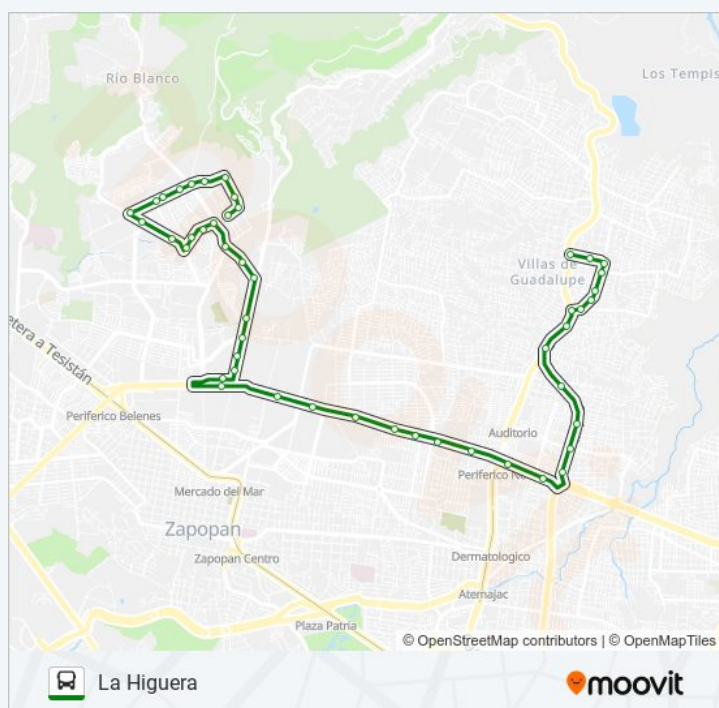 Río Blanco
Los Tempis
Villas de
Guadalupe
etera a Tesistán
Periferico Belenes
Auditorio
Periferico N
Mercado del Mar
Zapopan
Zapopan Centro
Dermatologico
Atemajac
Plaza Patria
© OpenStreetMap contributors | © OpenMapTiles
La Higuera
moovit